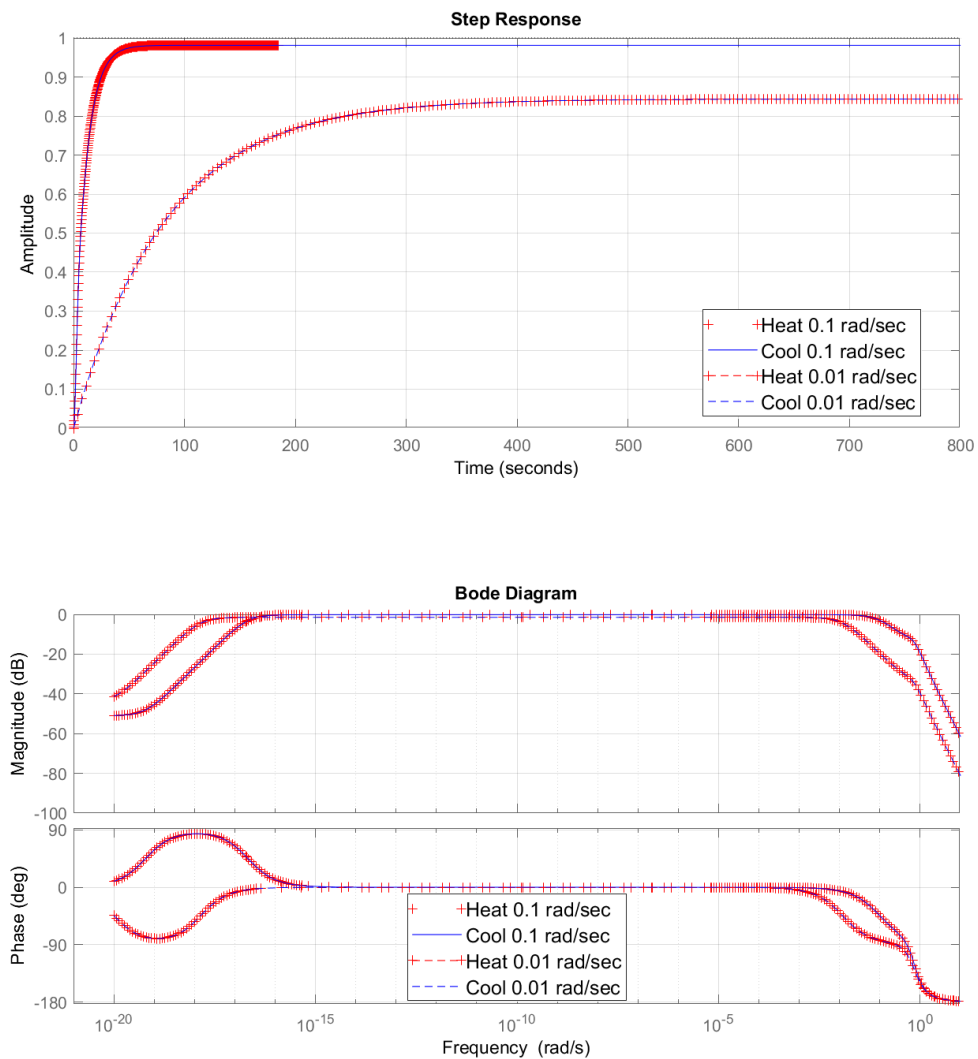 Step Response
1
0.9
0.8
0.7
0.6
0.5
0.4
0.3
0.2
0.1
0
Amplitude
Heat 0.1 rad/sec
Cool 0.1 rad/sec
Heat 0.01 rad/sec
Cool 0.01 rad/sec
0 100 200 300 400 500 600 700 800
Time (seconds)
Bode Diagram
0
-20
-40
-60
-80
-100
Magnitude (dB)
90
0
-90
-180
Phase (deg)
Heat 0.1 rad/sec
Cool 0.1 rad/sec
Heat 0.01 rad/sec
Cool 0.01 rad/sec
10^-20 10^-15 10^-10 10^-5 10^0
Frequency (rad/s)